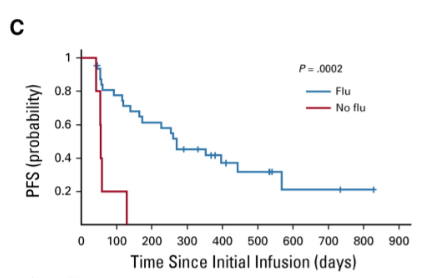 C
P = .0002
Flu
No flu
PFS (probability)
1
0.8
0.6
0.4
0.2
0 100 200 300 400 500 600 700 800 900
Time Since Initial Infusion (days)